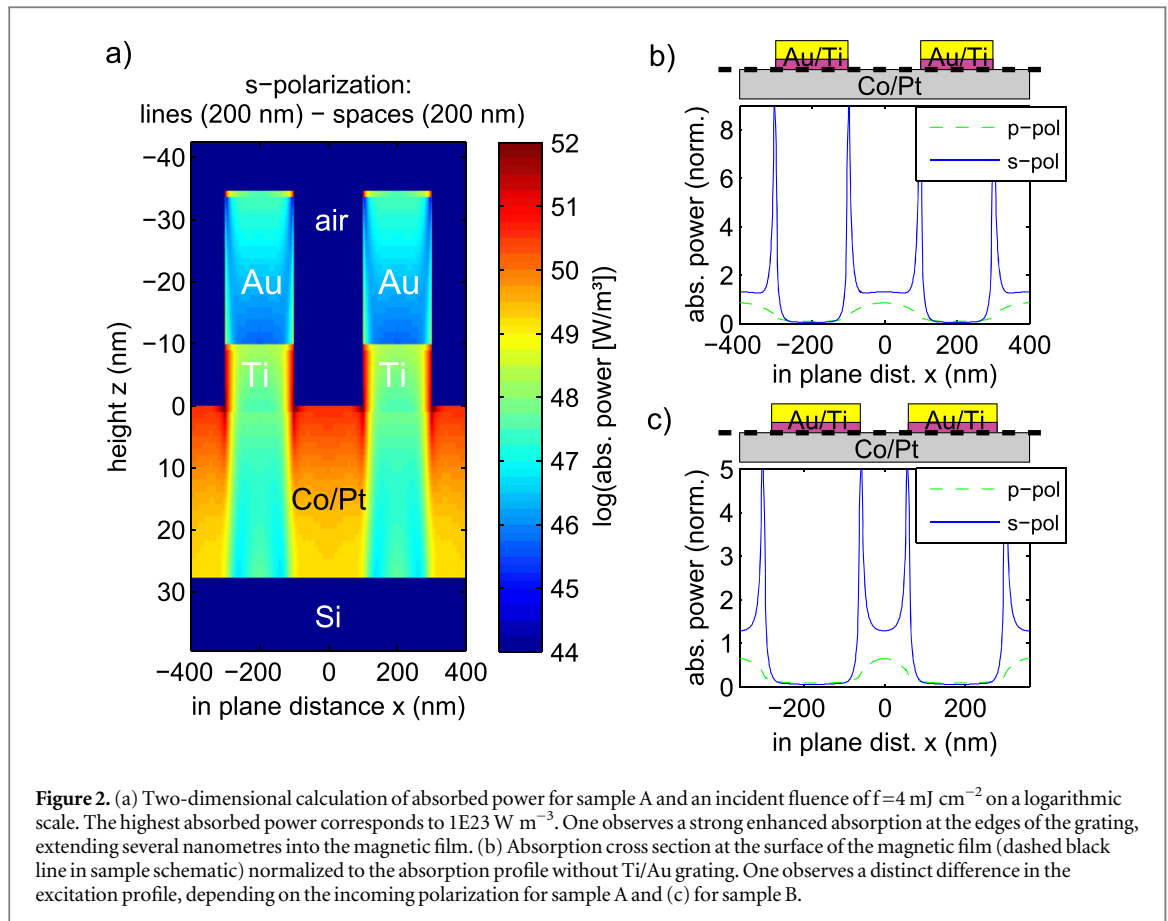 a)
s−polarization:
lines (200 nm) − spaces (200 nm)
−40
−30
−20
−10
0
10
20
30
height z (nm)
air
Au
Au
Ti
Ti
Co/Pt
Si
−400
−200
0
200
400
in plane distance x (nm)
52
51
50
49
48
47
46
45
44
log(abs. power [W/m³])
b)
Au/Ti
Au/Ti
Co/Pt
p−pol
s−pol
8
6
4
2
0
abs. power (norm.)
−400
−200
0
200
400
in plane dist. x (nm)
c)
Au/Ti
Au/Ti
Co/Pt
p−pol
s−pol
5
4
3
2
1
0
abs. power (norm.)
−200
0
200
in plane dist. x (nm)
Figure 2. (a) Two-dimensional calculation of absorbed power for sample A and an incident fluence of f=4 mJ cm⁻² on a logarithmic
scale. The highest absorbed power corresponds to 1E23 W m⁻³. One observes a strong enhanced absorption at the edges of the grating,
extending several nanometres into the magnetic film. (b) Absorption cross section at the surface of the magnetic film (dashed black
line in sample schematic) normalized to the absorption profile without Ti/Au grating. One observes a distinct difference in the
excitation profile, depending on the incoming polarization for sample A and (c) for sample B.